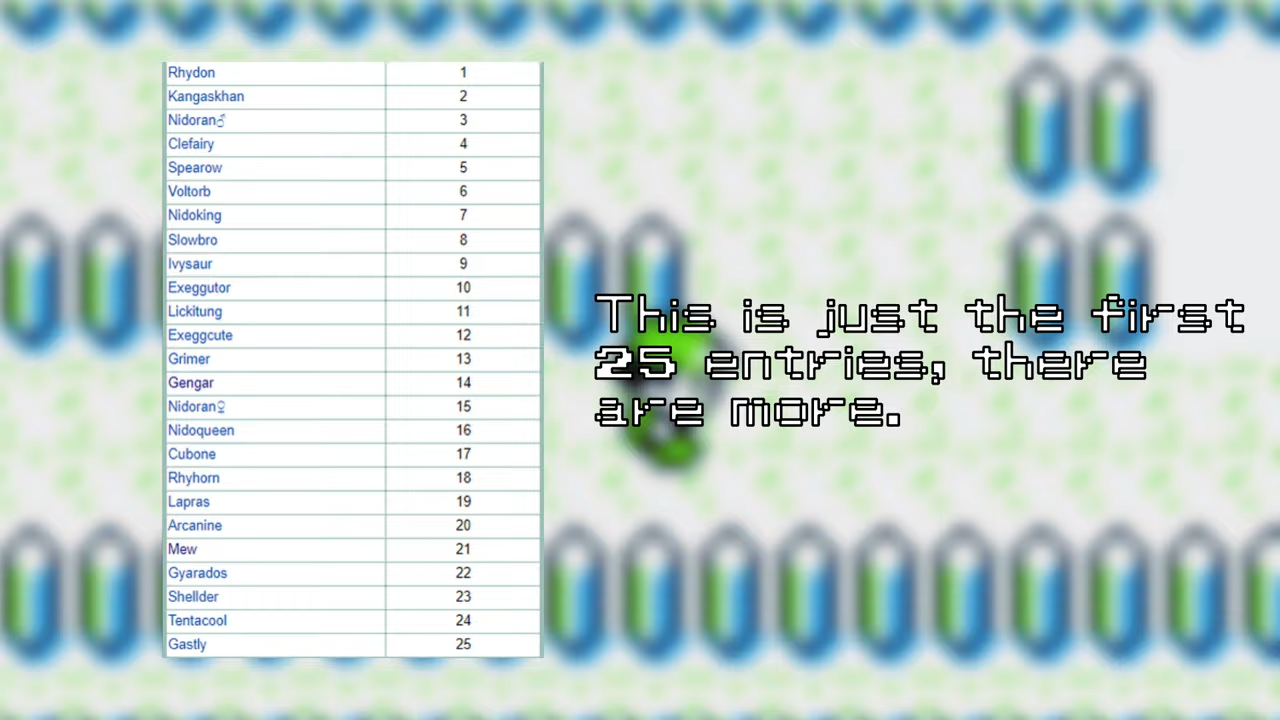 Rhydon 1
Kangaskhan 2
Nidoran♂ 3
Clefairy 4
Spearow 5
Voltorb 6
Nidoking 7
Slowbro 8
Ivysaur 9
Exeggutor 10
Lickitung 11
Exeggcute 12
Grimer 13
Gengar 14
Nidoran♀ 15
Nidoqueen 16
Cubone 17
Rhyhorn 18
Lapras 19
Arcanine 20
Mew 21
Gyarados 22
Shellder 23
Tentacool 24
Gastly 25
This is just the first
25 entries, there
are more.